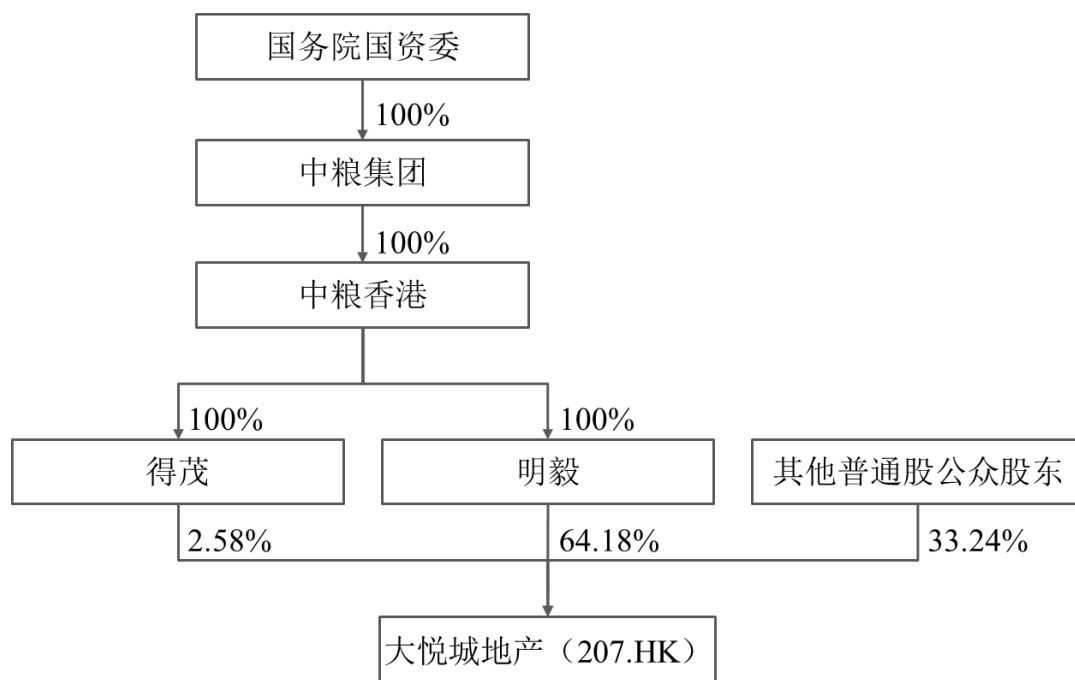 国务院国资委
100%
中粮集团
100%
中粮香港
100%
100%
得茂
明毅
其他普通股公众股东
2.58%
64.18%
33.24%
大悦城地产（207.HK）